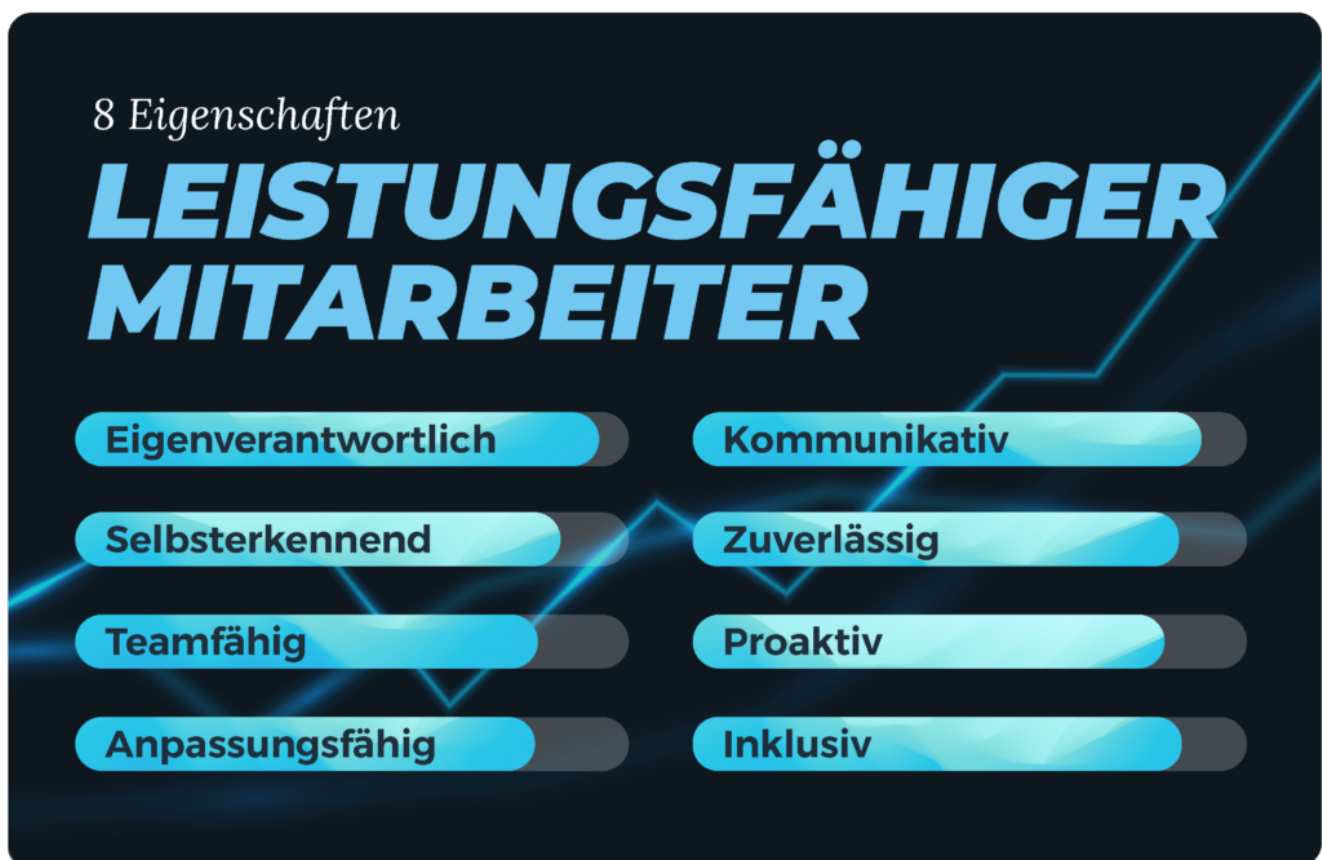 8 Eigenschaften
LEISTUNGSFÄHIGER
MITARBEITER
Eigenverantwortlich
Kommunikativ
Selbsterkennend
Zuverlässig
Teamfähig
Proaktiv
Anpassungsfähig
Inklusiv